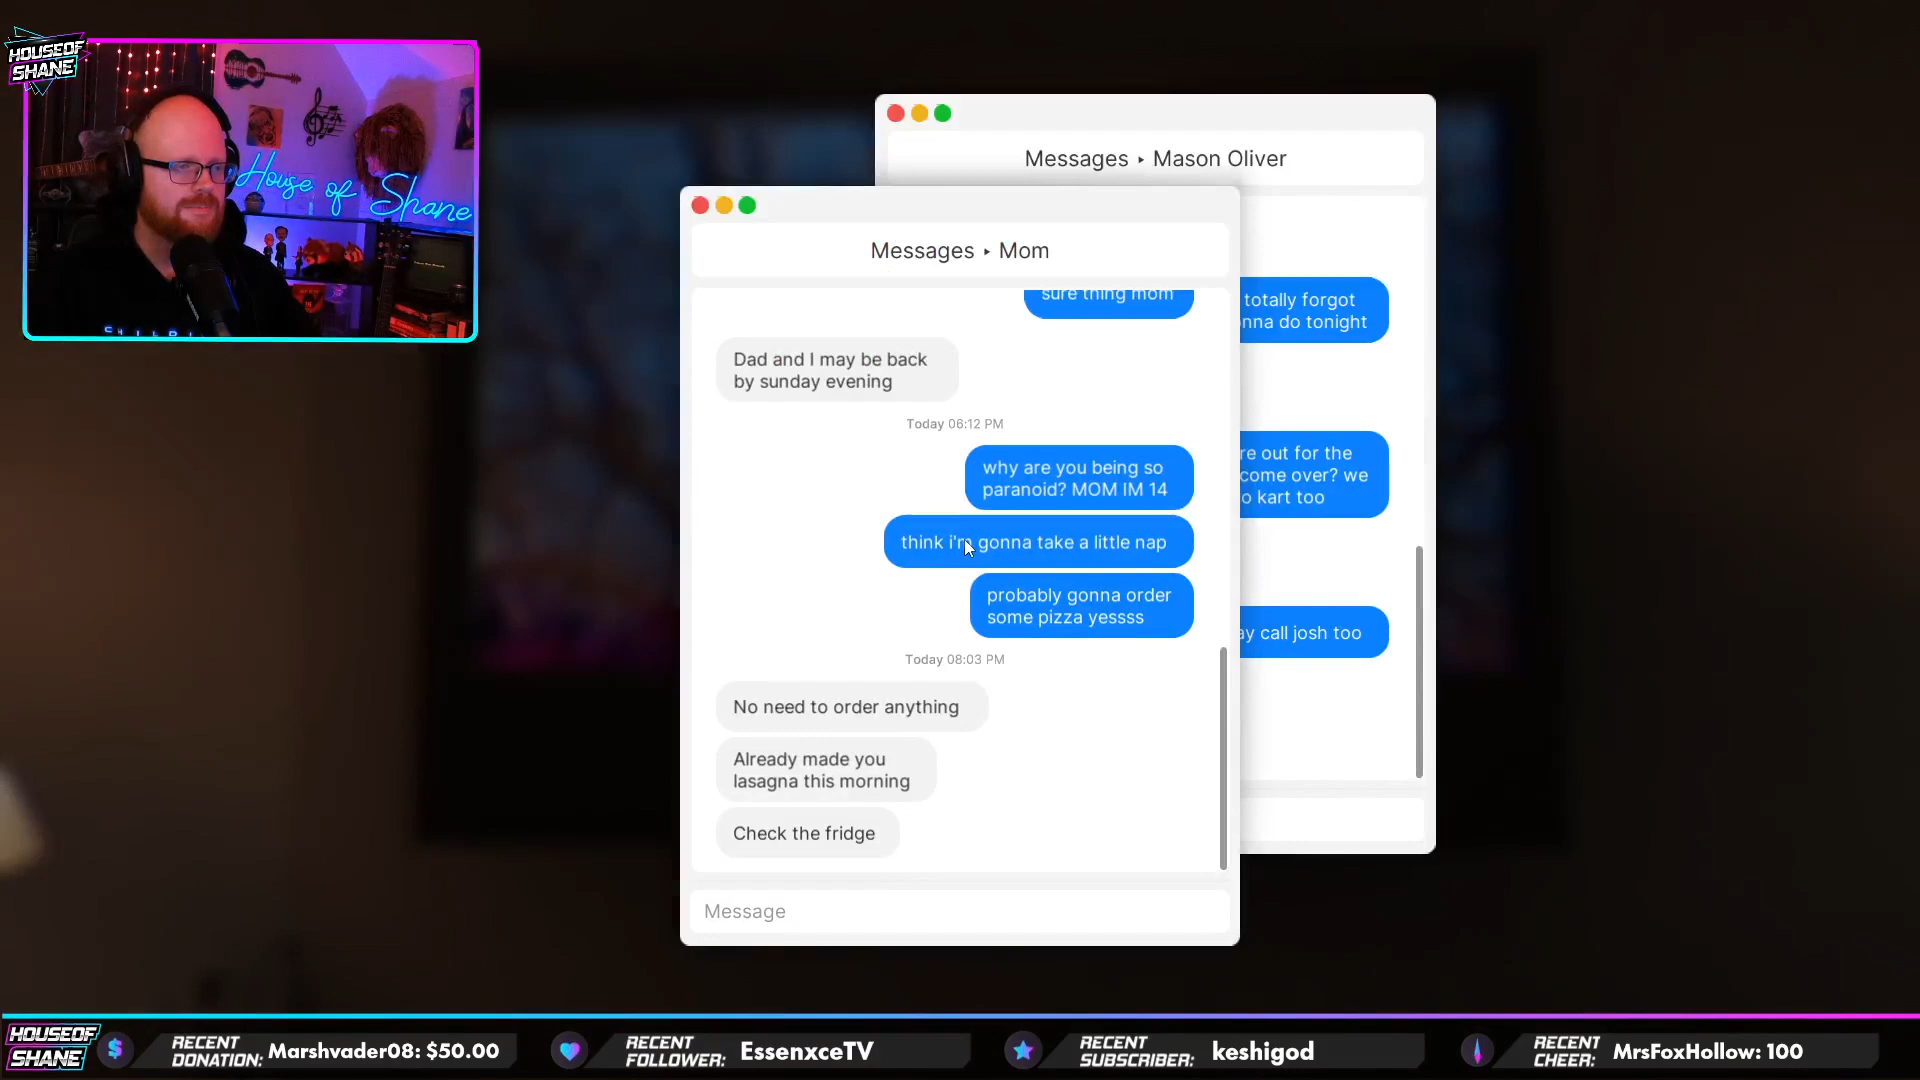 HOUSEOF
SHANE
House of Shane
Messages ‣ Mason Oliver
totally forgot
nna do tonight
re out for the
come over? we
o kart too
ay call josh too
Messages ‣ Mom
sure thing mom
Dad and I may be back
by sunday evening
Today 06:12 PM
why are you being so
paranoid? MOM IM 14
think i'm gonna take a little nap
probably gonna order
some pizza yessss
Today 08:03 PM
No need to order anything
Already made you
lasagna this morning
Check the fridge
Message
HOUSEOF
SHANE
$
RECENT
DONATION: Marshvader08: $50.00
RECENT
FOLLOWER: EssenxceTV
RECENT
SUBSCRIBER: keshigod
RECENT
CHEER: MrsFoxHollow: 100